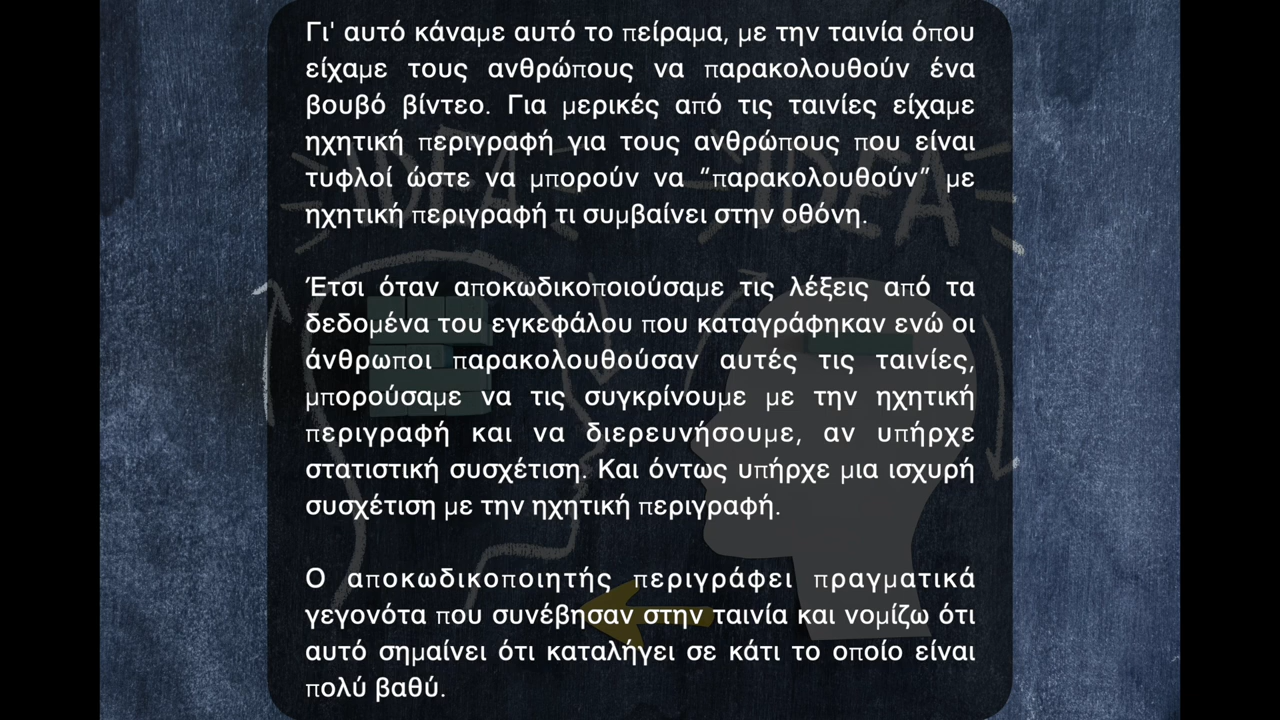 Γι' αυτό κάναμε αυτό το πείραμα, με την ταινία όπου
είχαμε τους ανθρώπους να παρακολουθούν ένα
βουβό βίντεο. Για μερικές από τις ταινίες είχαμε
ηχητική περιγραφή για τους ανθρώπους που είναι
τυφλοί ώστε να μπορούν να “παρακολουθούν” με
ηχητική περιγραφή τι συμβαίνει στην οθόνη.
Έτσι όταν αποκωδικοποιούσαμε τις λέξεις από τα
δεδομένα του εγκεφάλου που καταγράφηκαν ενώ οι
άνθρωποι παρακολουθούσαν αυτές τις ταινίες,
μπορούσαμε να τις συγκρίνουμε με την ηχητική
περιγραφή και να διερευνήσουμε, αν υπήρχε
στατιστική συσχέτιση. Και όντως υπήρχε μια ισχυρή
συσχέτιση με την ηχητική περιγραφή.
Ο αποκωδικοποιητής περιγράφει πραγματικά
γεγονότα που συνέβησαν στην ταινία και νομίζω ότι
αυτό σημαίνει ότι καταλήγει σε κάτι το οποίο είναι
πολύ βαθύ.
IDEA
IDEA